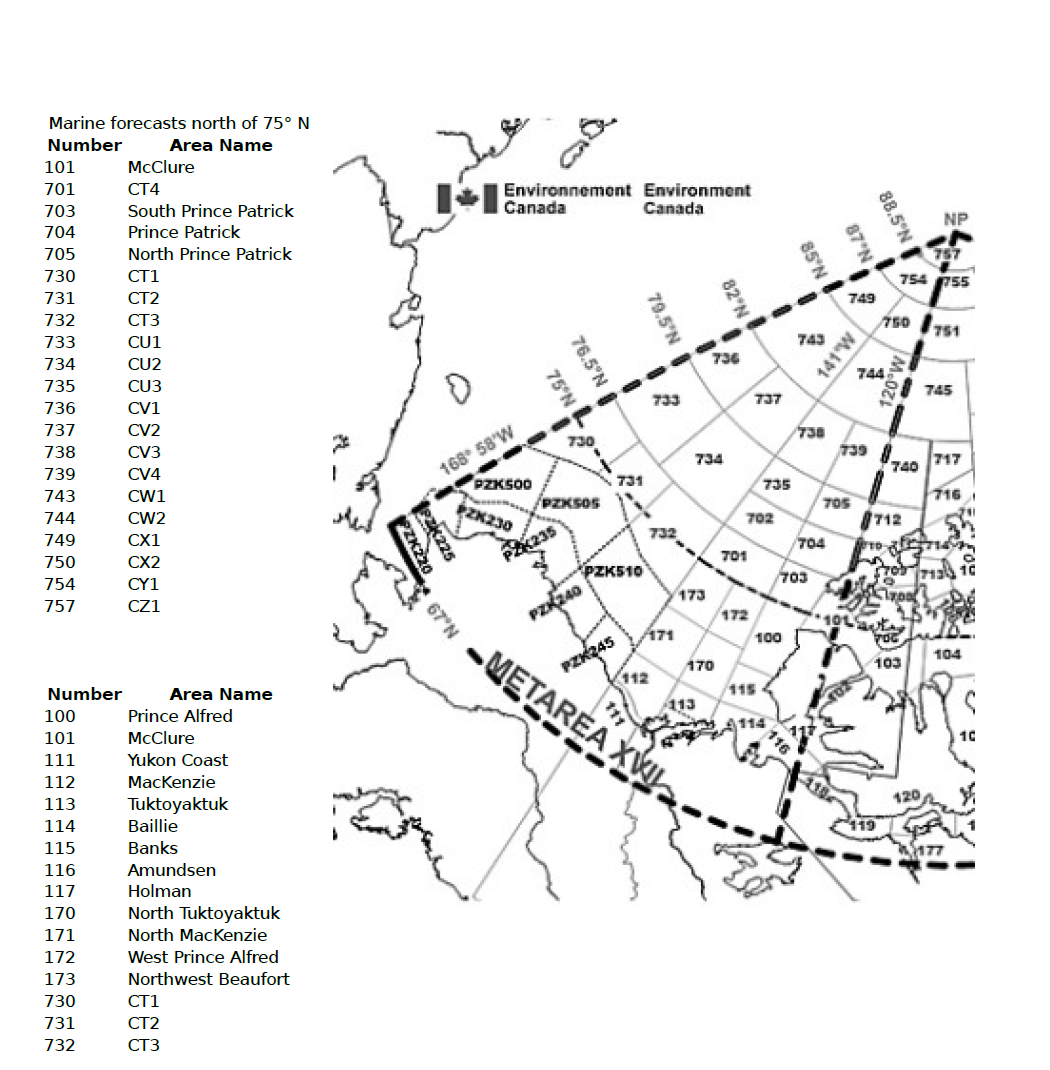 Marine forecasts north of 75° N
Number Area Name
101 McClure
701 CT4
703 South Prince Patrick
704 Prince Patrick
705 North Prince Patrick
730 CT1
731 CT2
732 CT3
733 CU1
734 CU2
735 CU3
736 CV1
737 CV2
738 CV3
739 CV4
743 CW1
744 CW2
749 CX1
750 CX2
754 CY1
757 CZ1
Number Area Name
100 Prince Alfred
101 McClure
111 Yukon Coast
112 MacKenzie
113 Tuktoyaktuk
114 Baillie
115 Banks
116 Amundsen
117 Holman
170 North Tuktoyaktuk
171 North MacKenzie
172 West Prince Alfred
173 Northwest Beaufort
730 CT1
731 CT2
732 CT3
Environnement Canada
Environment Canada
NP
88.5°N
87°N
85°N
82°N
79.5°N
76.5°N
75°N
168° 58'W
141°W
120°W
67°N
METAREA XVII
757
754
755
749
750
751
743
744
745
736
737
733
738
739
740
717
730
734
735
716
731
705
712
702
732
704
714
701
703
709
713
PZK500
PZK505
PZK230
PZK225
PZK220
PZK235
PZK510
PZK240
PZK245
173
172
101
171
100
706
104
103
170
112
115
102
113
111
114
116
117
118
120
119
177